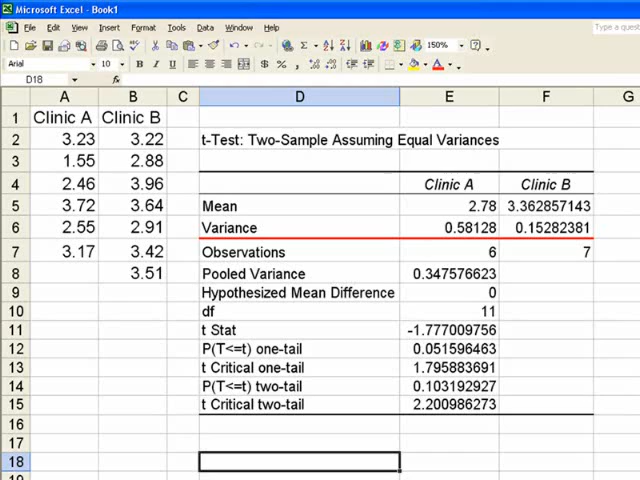 Microsoft Excel - Book1
File Edit View Insert Format Tools Data Window Help Type a ques
150%
Arial 10 B I U $ % ,
D18 fx
A B C D E F G
1 Clinic A Clinic B
2 3.23 3.22 t-Test: Two-Sample Assuming Equal Variances
3 1.55 2.88
4 2.46 3.96 Clinic A Clinic B
5 3.72 3.64 Mean 2.78 3.362857143
6 2.55 2.91 Variance 0.58128 0.15282381
7 3.17 3.42 Observations 6 7
8 3.51 Pooled Variance 0.347576623
9 Hypothesized Mean Difference 0
10 df 11
11 t Stat -1.777009756
12 P(T<=t) one-tail 0.051596463
13 t Critical one-tail 1.795883691
14 P(T<=t) two-tail 0.103192927
15 t Critical two-tail 2.200986273
16
17
18